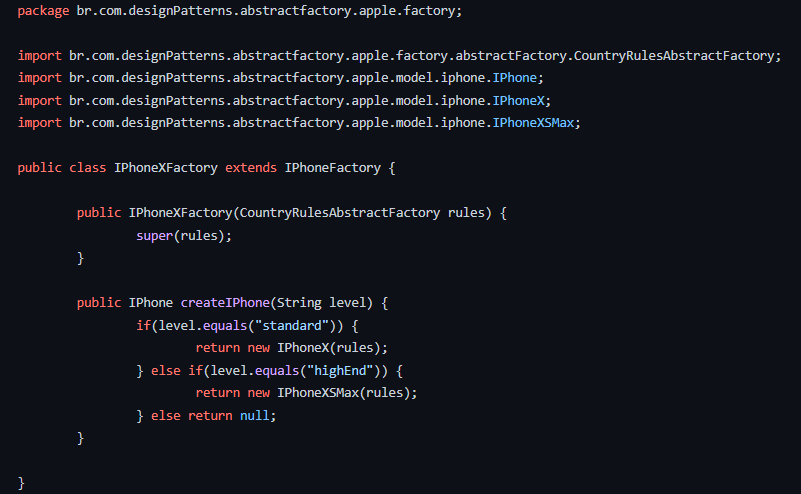 package br.com.designPatterns.abstractfactory.apple.factory;
import br.com.designPatterns.abstractfactory.apple.factory.abstractFactory.CountryRulesAbstractFactory;
import br.com.designPatterns.abstractfactory.apple.model.iphone.IPhone;
import br.com.designPatterns.abstractfactory.apple.model.iphone.IPhoneX;
import br.com.designPatterns.abstractfactory.apple.model.iphone.IPhoneXSMax;
public class IPhoneXFactory extends IPhoneFactory {
public IPhoneXFactory(CountryRulesAbstractFactory rules) {
super(rules);
}
public IPhone createIPhone(String level) {
if(level.equals("standard")) {
return new IPhoneX(rules);
} else if(level.equals("highEnd")) {
return new IPhoneXSMax(rules);
} else return null;
}
}